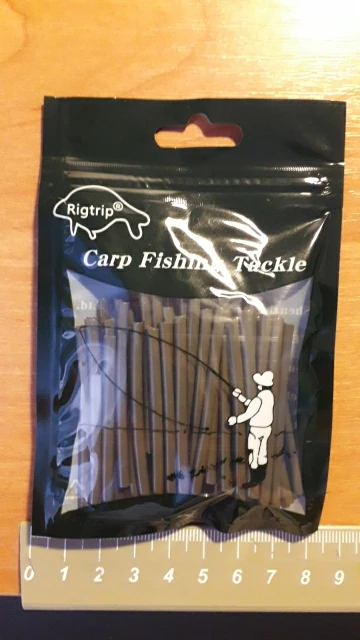 Rigtrip®
Carp Fishing Tackle
0 1 2 3 4 5 6 7 8 9